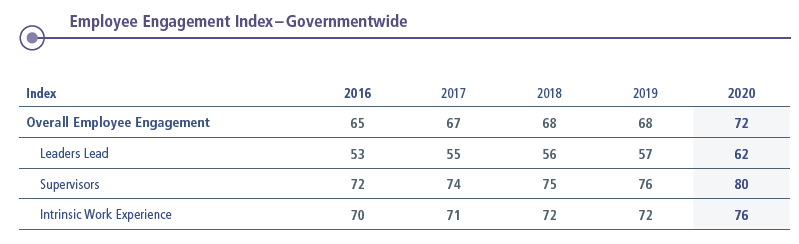 Employee Engagement Index–Governmentwide
Index 2016 2017 2018 2019 2020
Overall Employee Engagement 65 67 68 68 72
Leaders Lead 53 55 56 57 62
Supervisors 72 74 75 76 80
Intrinsic Work Experience 70 71 72 72 76